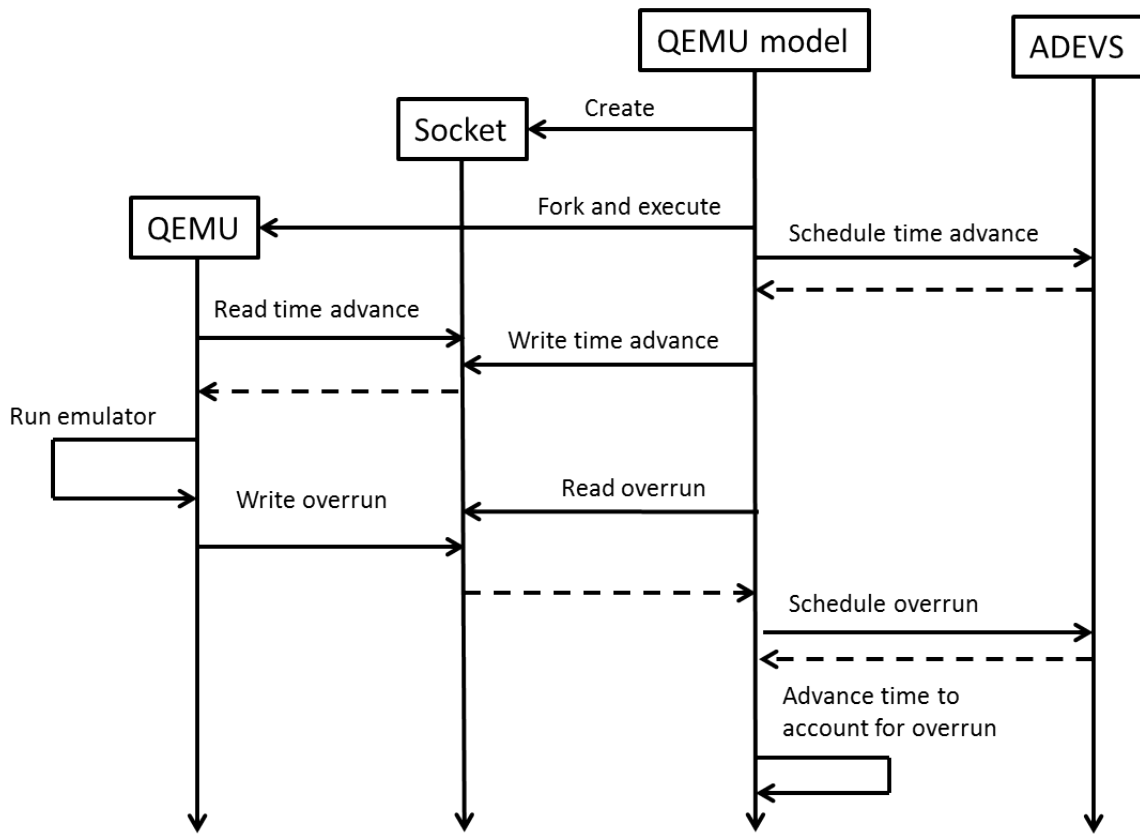 QEMU model
ADEVS
Create
Socket
Fork and execute
QEMU
Schedule time advance
Read time advance
Write time advance
Run emulator
Write overrun
Read overrun
Schedule overrun
Advance time to
account for overrun